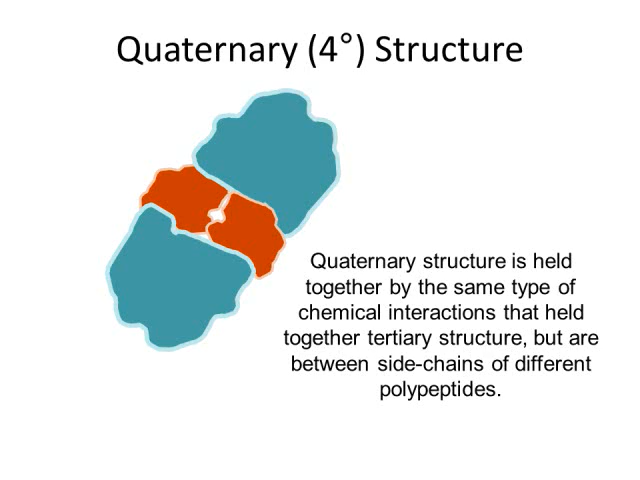 Quaternary (4°) Structure
Quaternary structure is held
together by the same type of
chemical interactions that held
together tertiary structure, but are
between side-chains of different
polypeptides.